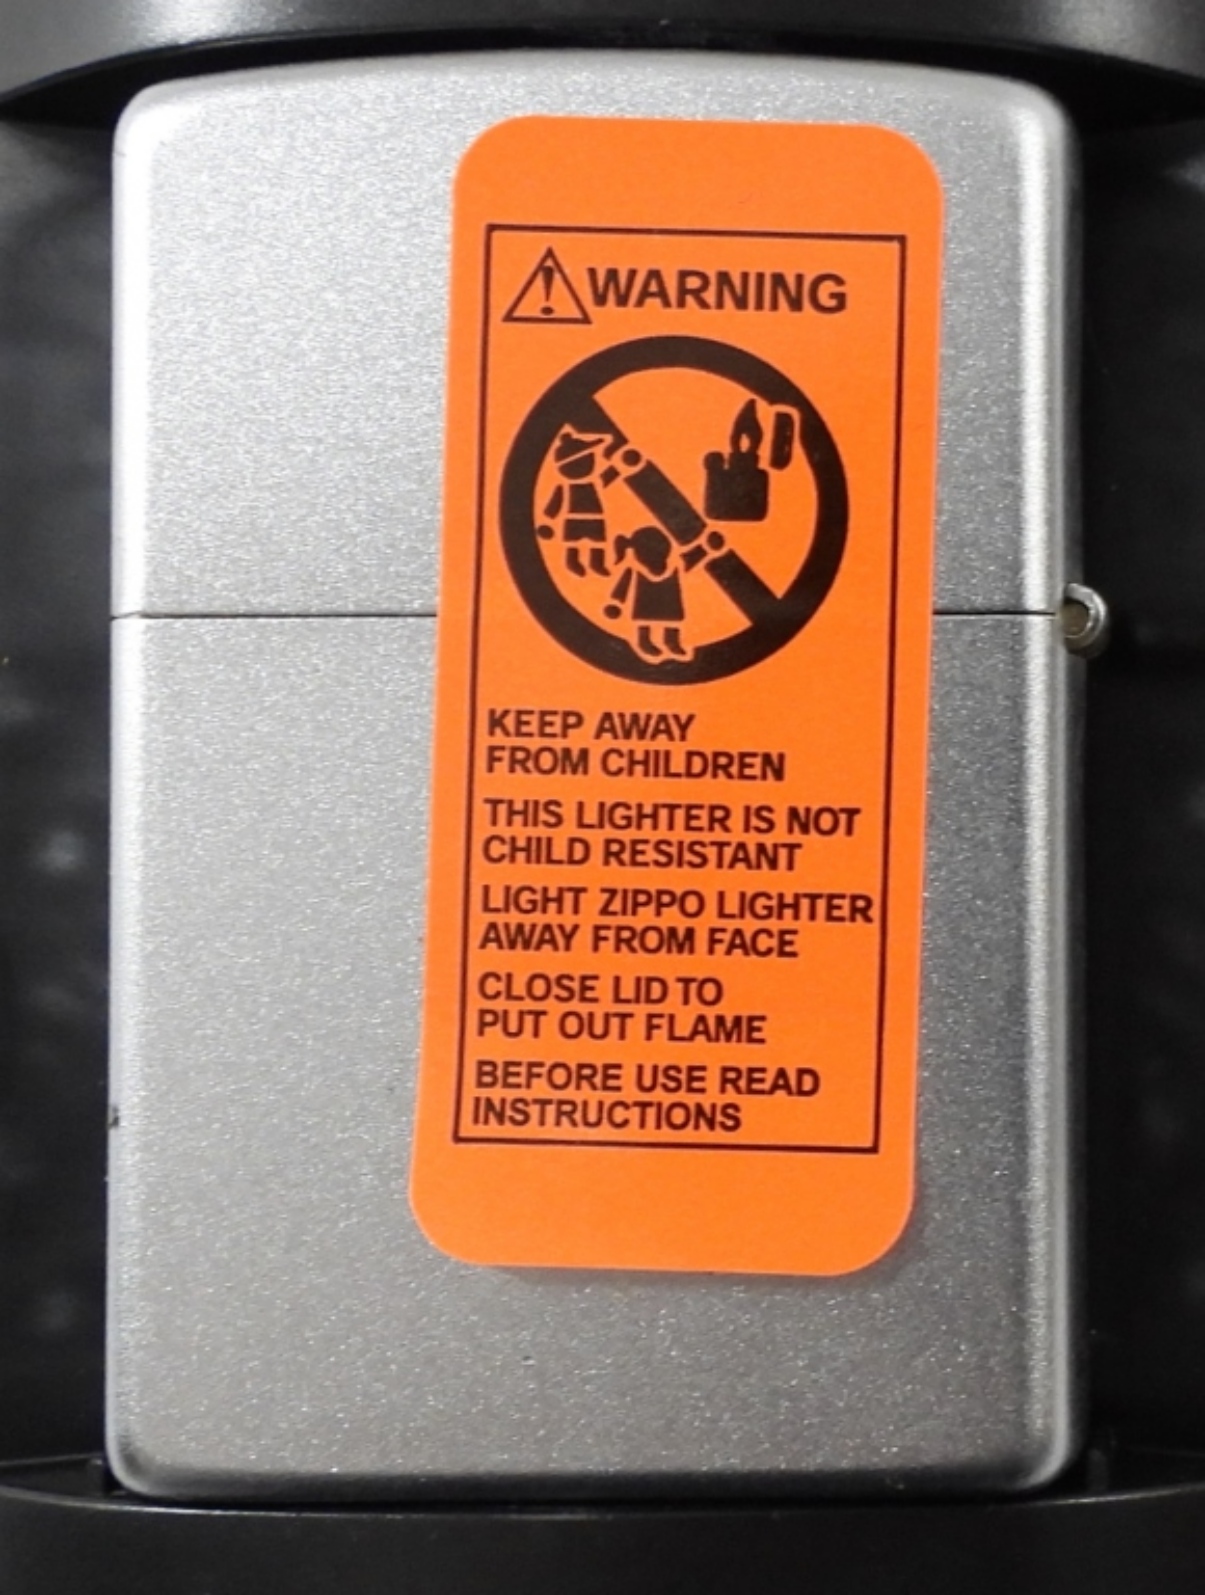 WARNING
KEEP AWAY
FROM CHILDREN
THIS LIGHTER IS NOT
CHILD RESISTANT
LIGHT ZIPPO LIGHTER
AWAY FROM FACE
CLOSE LID TO
PUT OUT FLAME
BEFORE USE READ
INSTRUCTIONS